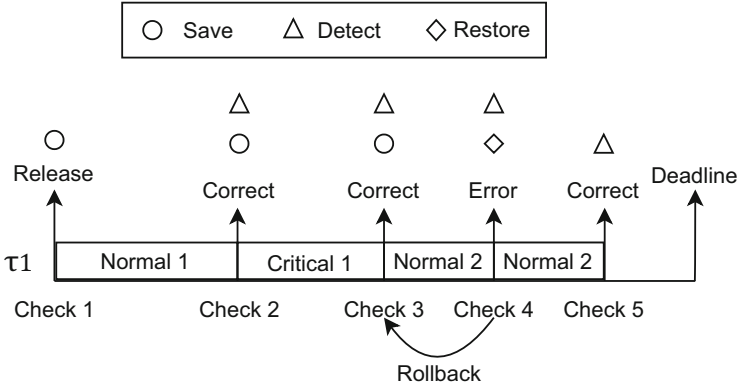 Save Detect Restore
Release Correct Correct Error Correct Deadline
τ1 Normal 1 Critical 1 Normal 2 Normal 2
Check 1 Check 2 Check 3 Check 4 Check 5
Rollback